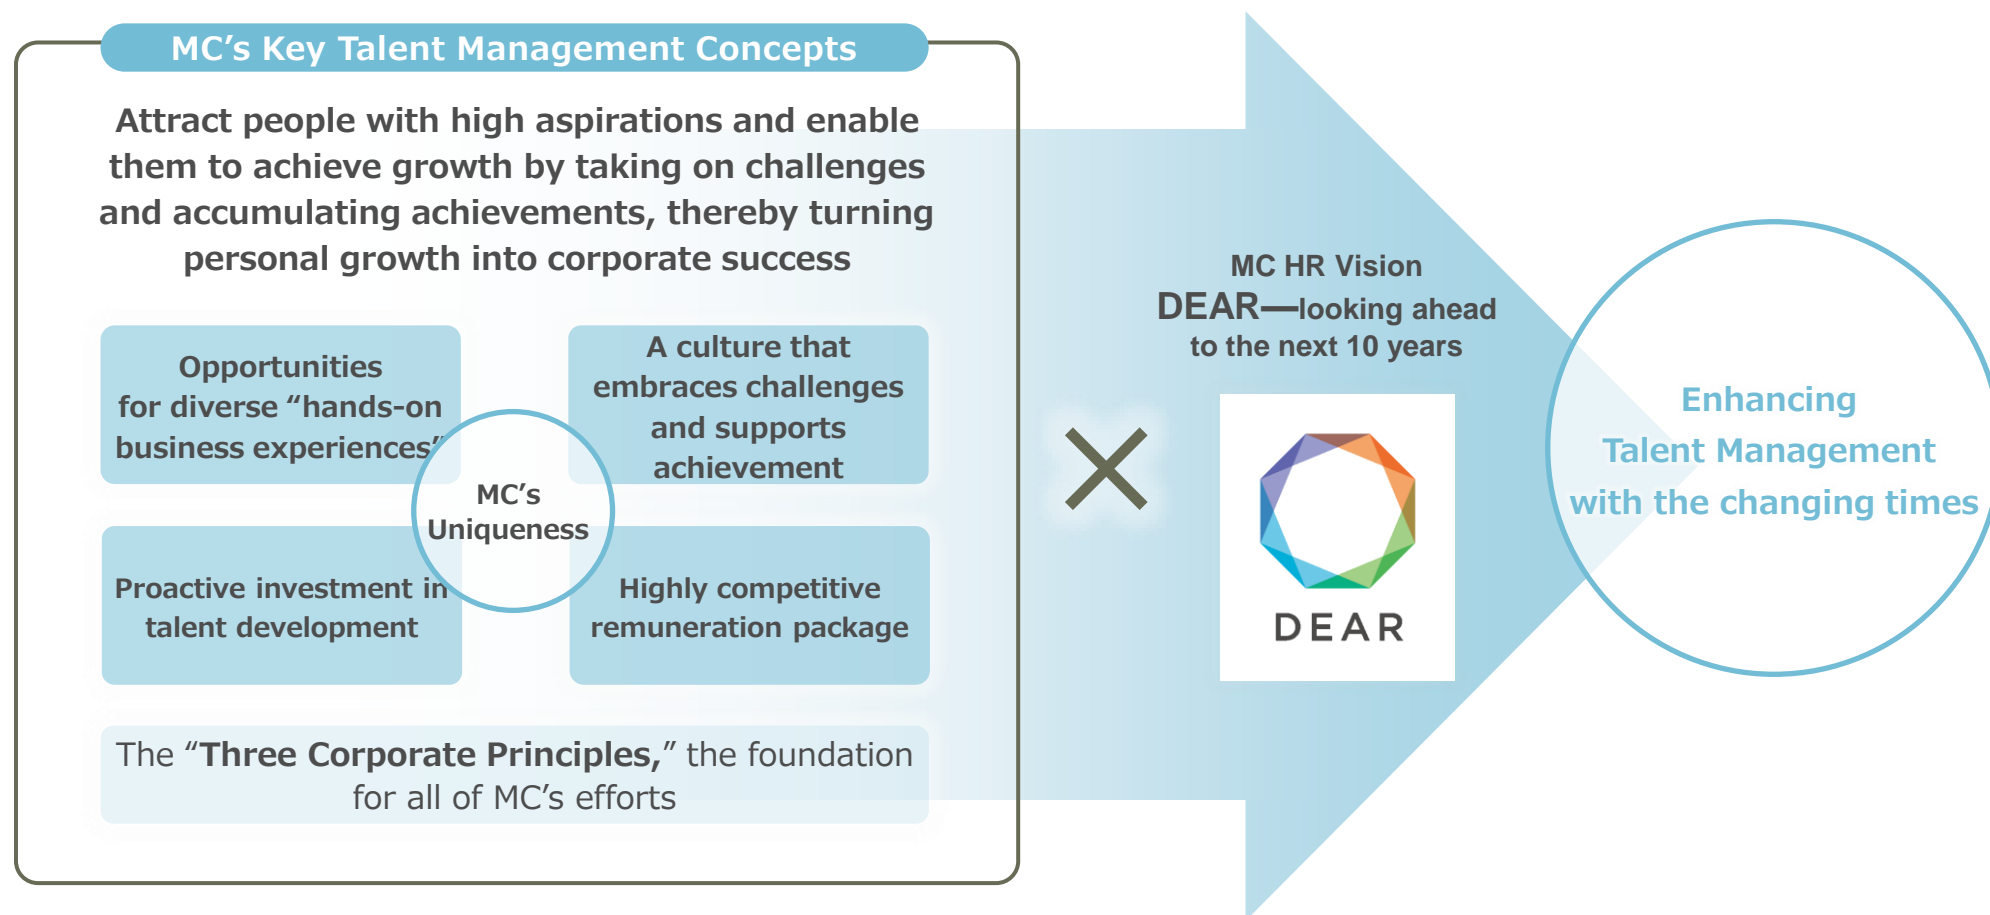 MC’s Key Talent Management Concepts
Attract people with high aspirations and enable
them to achieve growth by taking on challenges
and accumulating achievements, thereby turning
personal growth into corporate success
Opportunities
for diverse “hands-on
business experiences”
A culture that
embraces challenges
and supports
achievement
MC’s
Uniqueness
Proactive investment in
talent development
Highly competitive
remuneration package
The “Three Corporate Principles,” the foundation
for all of MC’s efforts
MC HR Vision
DEAR—looking ahead
to the next 10 years
DEAR
Enhancing
Talent Management
with the changing times